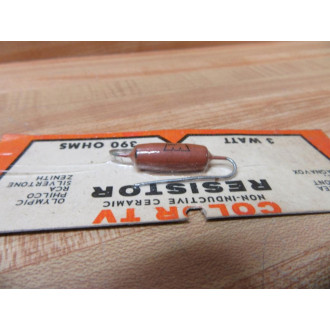 COLOR TV
NON-INDUCTIVE CERAMIC
RESISTOR
3 WATT
390 OHMS
OLYMPIC
PHILCO
RCA
SILVERTONE
ZENITH